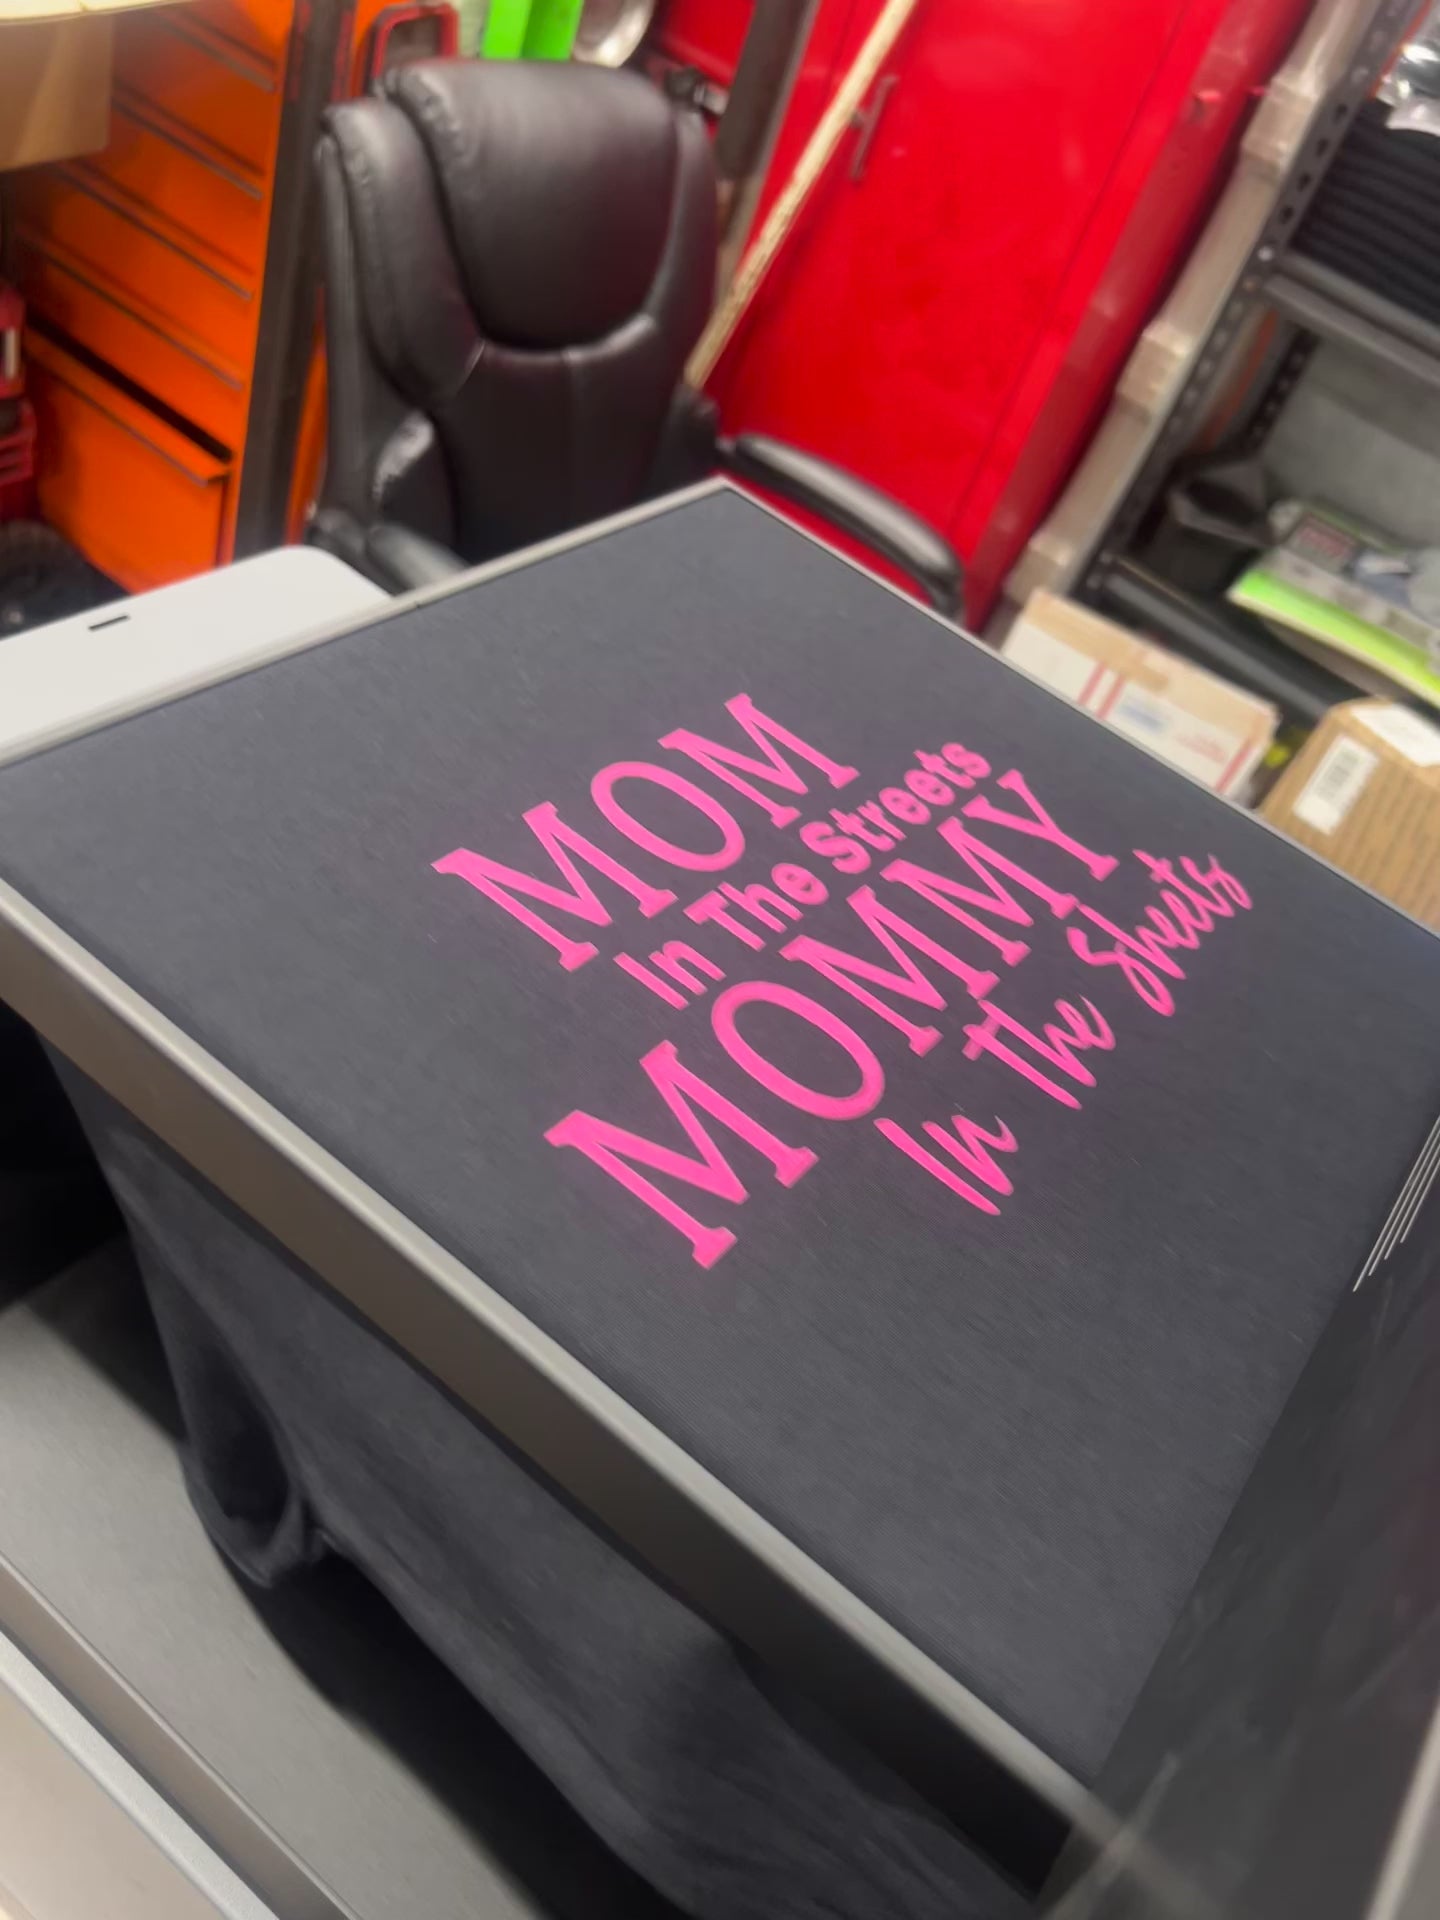 MOM
In The Streets
MOMMY
In the Sheets